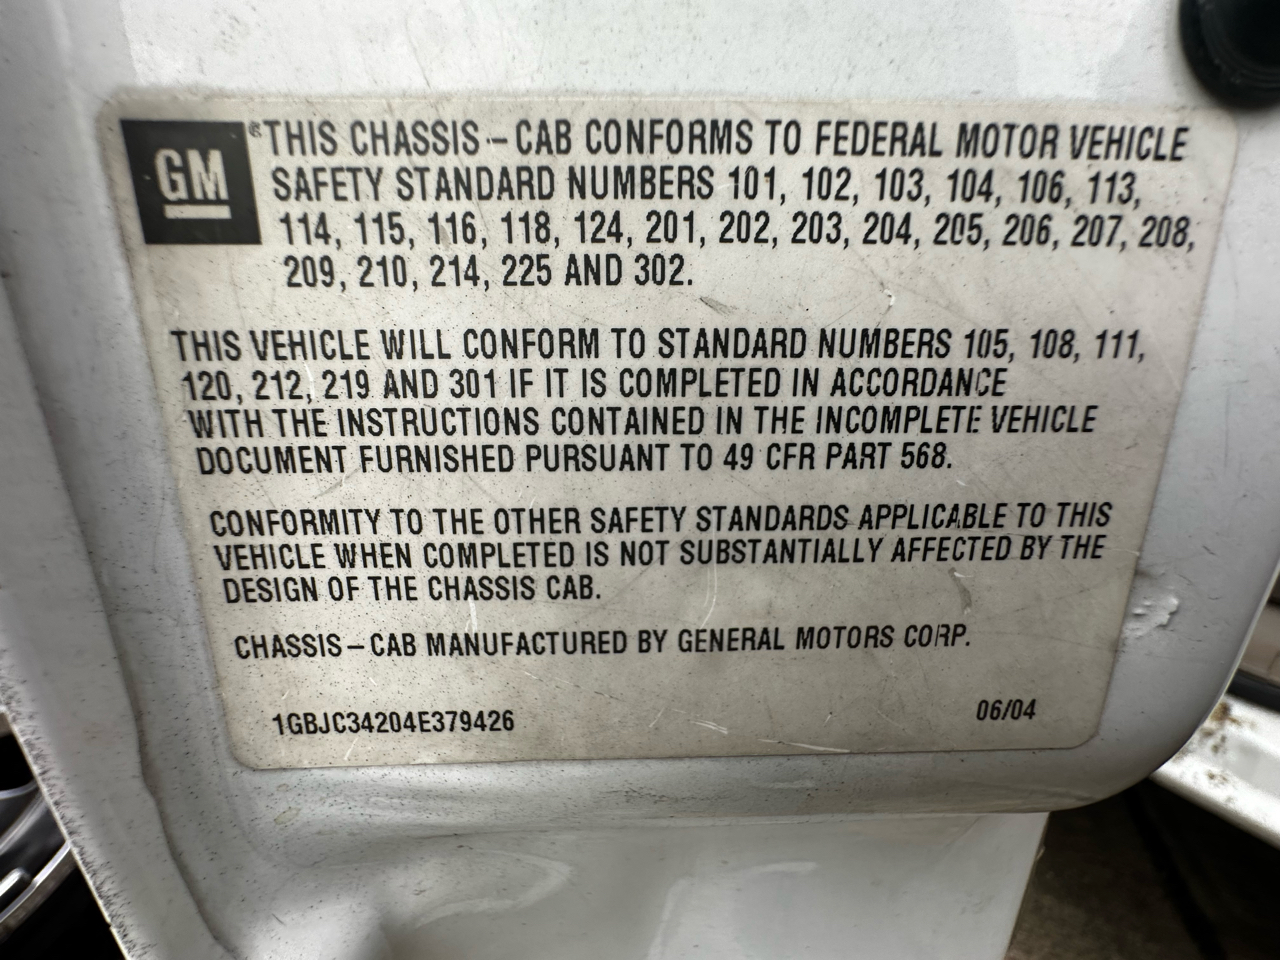 GM
®THIS CHASSIS – CAB CONFORMS TO FEDERAL MOTOR VEHICLE
SAFETY STANDARD NUMBERS 101, 102, 103, 104, 106, 113,
114, 115, 116, 118, 124, 201, 202, 203, 204, 205, 206, 207, 208,
209, 210, 214, 225 AND 302.
THIS VEHICLE WILL CONFORM TO STANDARD NUMBERS 105, 108, 111,
120, 212, 219 AND 301 IF IT IS COMPLETED IN ACCORDANCE
WITH THE INSTRUCTIONS CONTAINED IN THE INCOMPLETE VEHICLE
DOCUMENT FURNISHED PURSUANT TO 49 CFR PART 568.
CONFORMITY TO THE OTHER SAFETY STANDARDS APPLICABLE TO THIS
VEHICLE WHEN COMPLETED IS NOT SUBSTANTIALLY AFFECTED BY THE
DESIGN OF THE CHASSIS CAB.
CHASSIS – CAB MANUFACTURED BY GENERAL MOTORS CORP.
1GBJC34204E379426 06/04